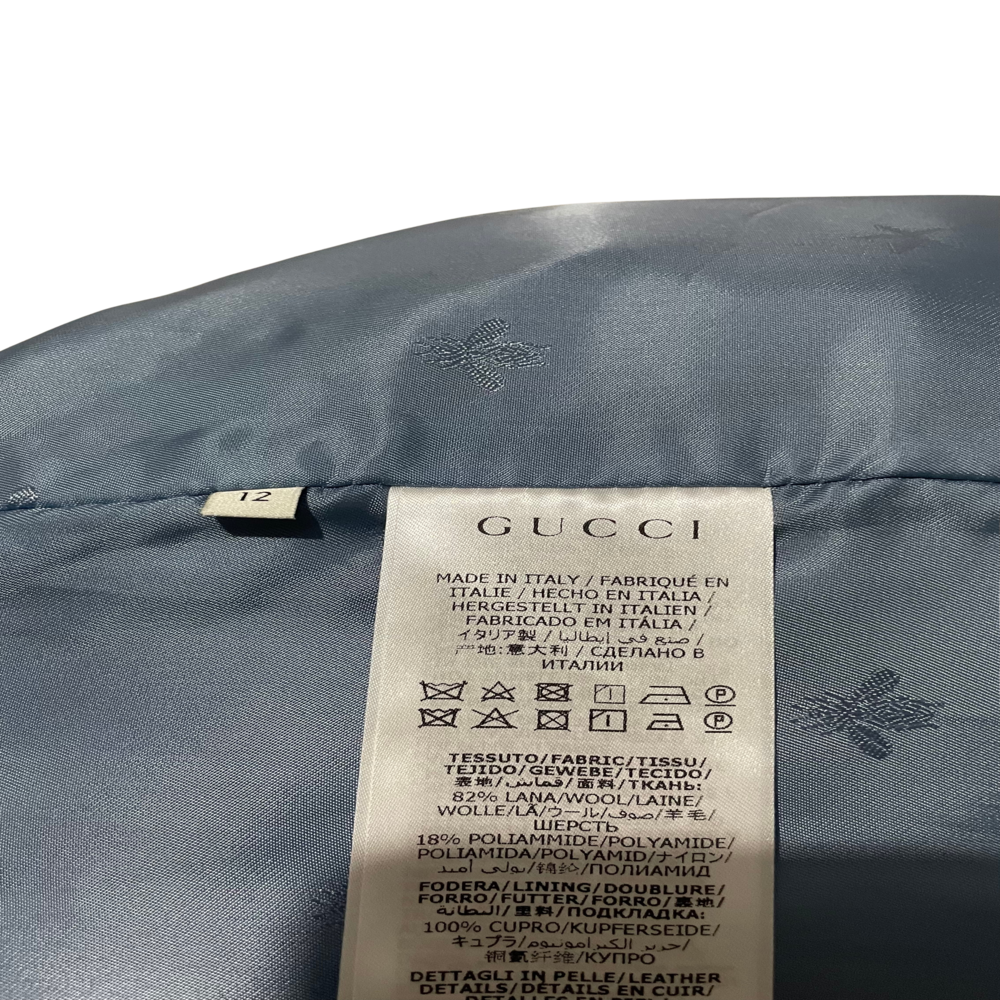 12
GUCCI
MADE IN ITALY / FABRIQUÉ EN
ITALIE / HECHO EN ITALIA /
HERGESTELLT IN ITALIEN /
FABRICADO EM ITÁLIA /
イタリア製 / صنع في إيطاليا /
产地:意大利 / СДЕЛАНО В
ИТАЛИИ
P
P
TESSUTO/FABRIC/TISSU/
TEJIDO/GEWEBE/TECIDO/
表地/قماش/面料/ТКАНЬ:
82% LANA/WOOL/LAINE/
WOLLE/LÃ/ウール/صوف/羊毛/
ШЕРСТЬ
18% POLIAMMIDE/POLYAMIDE/
POLIAMIDA/POLYAMID/ナイロン/
بولي أميد/锦纶/ПОЛИАМИД
FODERA/LINING/DOUBLURE/
FORRO/FUTTER/FORRO/裏地/
البطانة/里料/ПОДКЛАДКА:
100% CUPRO/KUPFERSEIDE/
キュプラ/حرير الكبرامونيوم/
铜氨纤维/КУПРО
DETTAGLI IN PELLE/LEATHER
DETAILS/DÉTAILS EN CUIR/